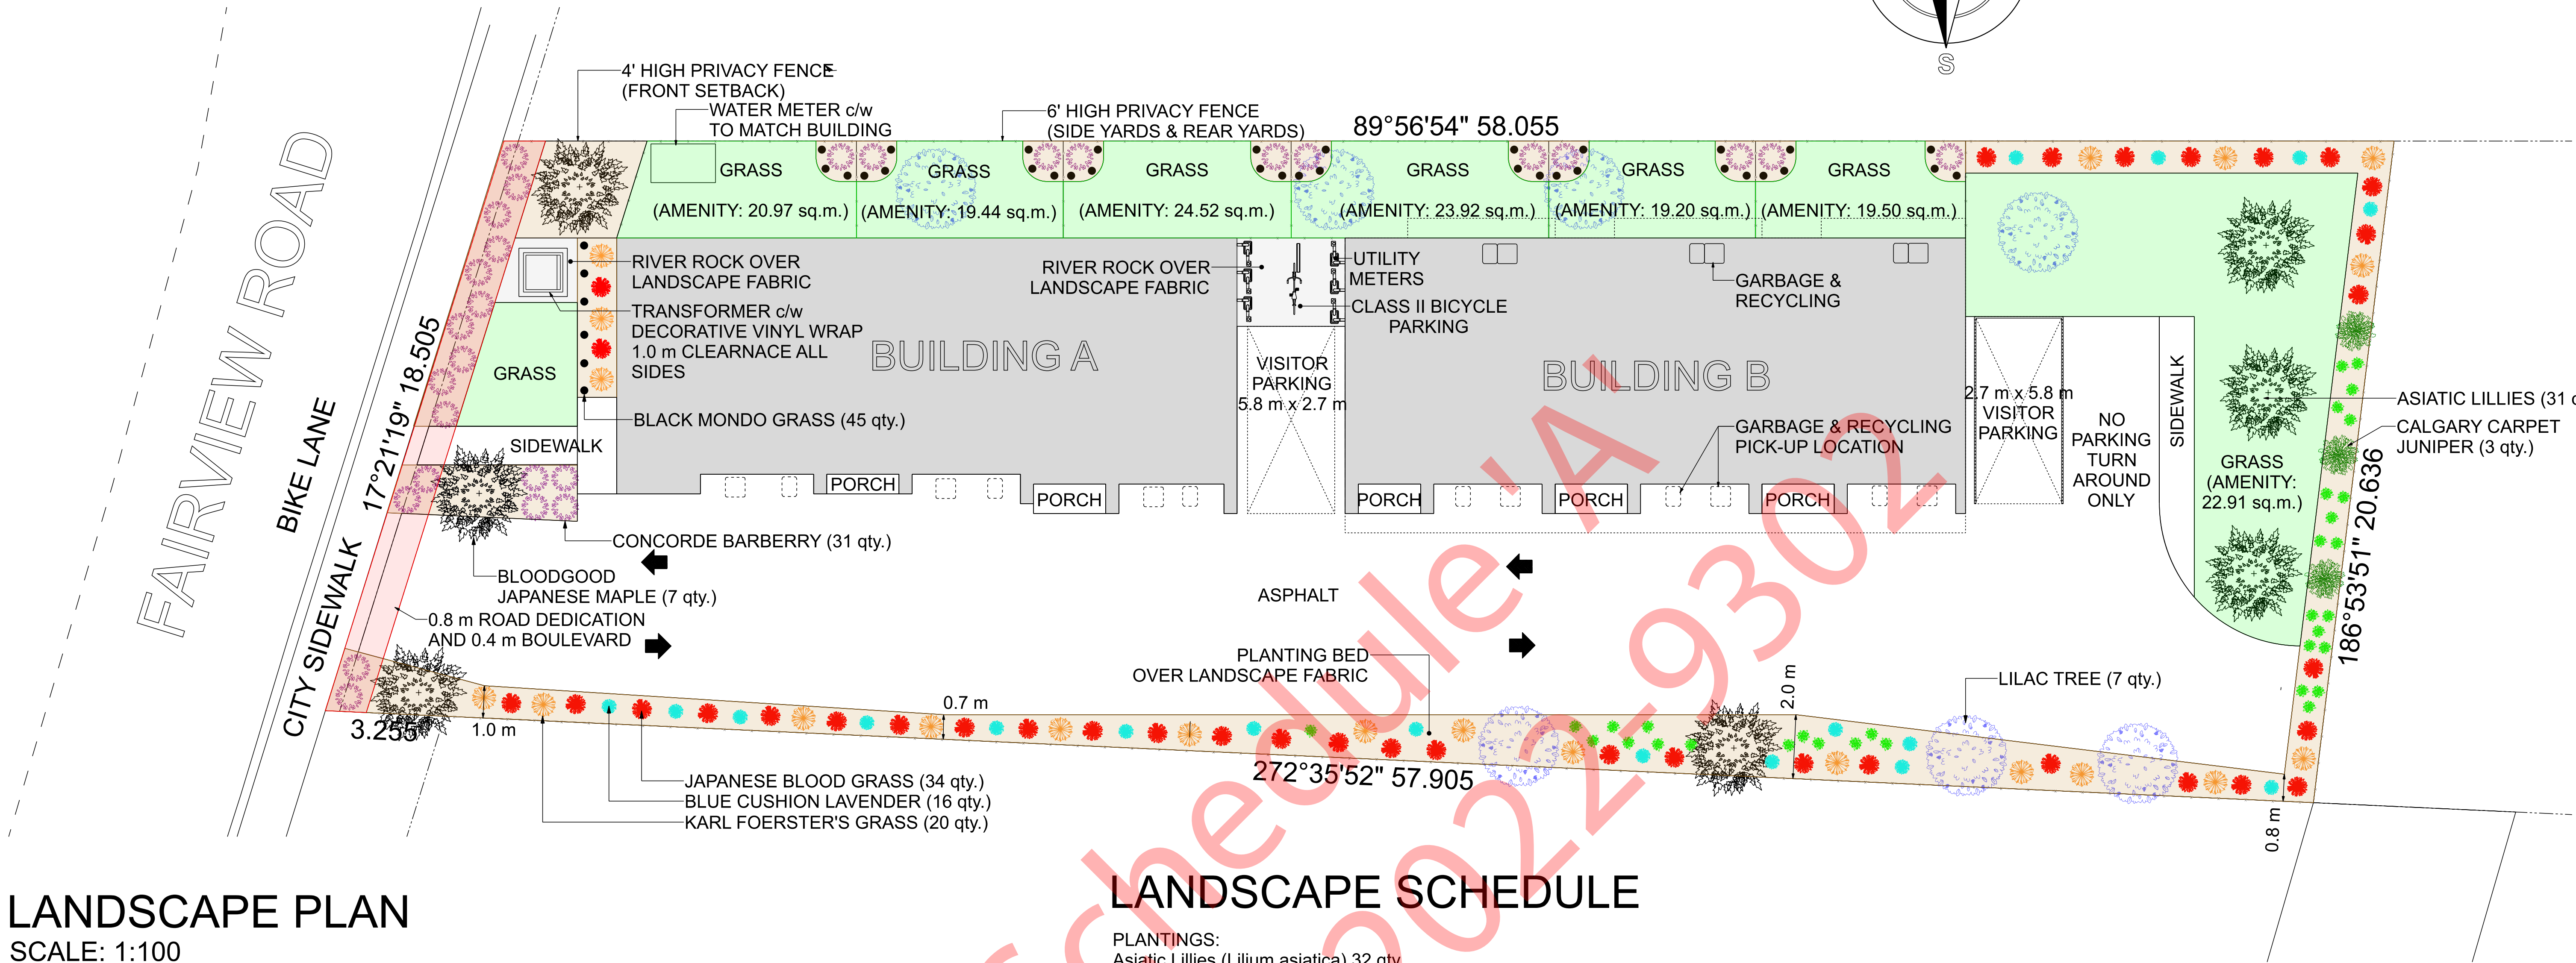 S
4' HIGH PRIVACY FENCE
(FRONT SETBACK)
WATER METER c/w
TO MATCH BUILDING
6' HIGH PRIVACY FENCE
(SIDE YARDS & REAR YARDS)
89°56'54" 58.055
GRASS
(AMENITY: 20.97 sq.m.)
GRASS
(AMENITY: 19.44 sq.m.)
GRASS
(AMENITY: 24.52 sq.m.)
GRASS
(AMENITY: 23.92 sq.m.)
GRASS
(AMENITY: 19.20 sq.m.)
GRASS
(AMENITY: 19.50 sq.m.)
FAIRVIEW ROAD
BIKE LANE
CITY SIDEWALK
17°21'19" 18.505
RIVER ROCK OVER
LANDSCAPE FABRIC
TRANSFORMER c/w
DECORATIVE VINYL WRAP
1.0 m CLEARNACE ALL
SIDES
GRASS
BLACK MONDO GRASS (45 qty.)
SIDEWALK
BUILDING A
RIVER ROCK OVER
LANDSCAPE FABRIC
UTILITY
METERS
CLASS II BICYCLE
PARKING
VISITOR
PARKING
5.8 m x 2.7 m
GARBAGE &
RECYCLING
BUILDING B
GARBAGE & RECYCLING
PICK-UP LOCATION
2.7 m x 5.8 m
VISITOR
PARKING
NO
PARKING
TURN
AROUND
ONLY
SIDEWALK
GRASS
(AMENITY:
22.91 sq.m.)
ASIATIC LILLIES (31
CALGARY CARPET
JUNIPER (3 qty.)
186°53'51" 20.636
PORCH
PORCH
PORCH
PORCH
PORCH
CONCORDE BARBERRY (31 qty.)
BLOODGOOD
JAPANESE MAPLE (7 qty.)
0.8 m ROAD DEDICATION
AND 0.4 m BOULEVARD
ASPHALT
PLANTING BED
OVER LANDSCAPE FABRIC
LILAC TREE (7 qty.)
3.255
1.0 m
0.7 m
2.0 m
0.8 m
272°35'52" 57.905
JAPANESE BLOOD GRASS (34 qty.)
BLUE CUSHION LAVENDER (16 qty.)
KARL FOERSTER'S GRASS (20 qty.)
Schedule 'A'
2022-9302
LANDSCAPE PLAN
SCALE: 1:100
LANDSCAPE SCHEDULE
PLANTINGS:
Asiatic Lillies (Lilium asiatica) 32 qty